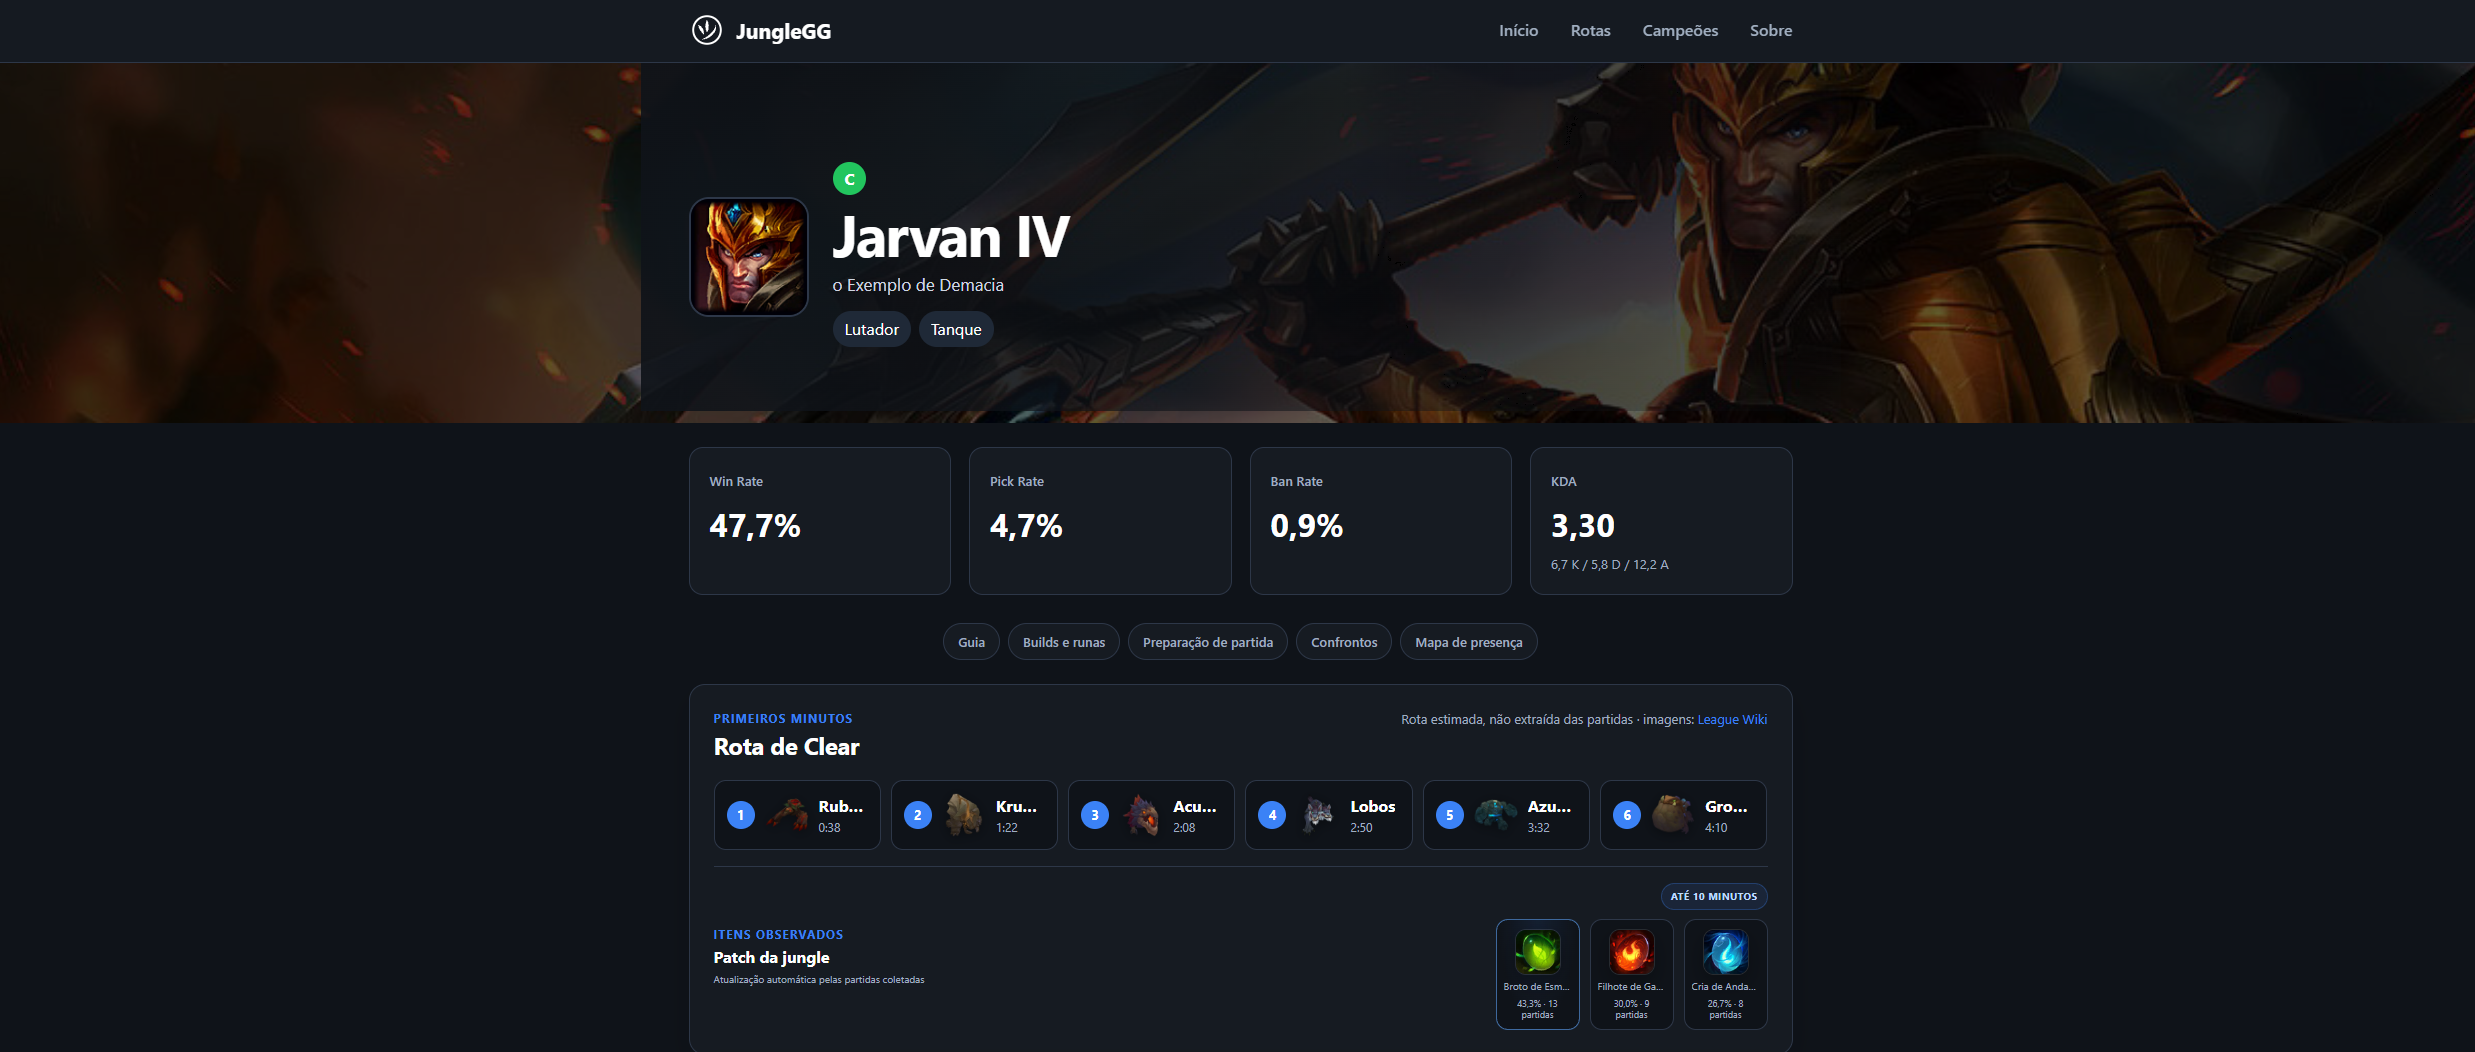 JungleGG
Início Rotas Campeões Sobre
C
Jarvan IV
o Exemplo de Demacia
Lutador Tanque
Win Rate
47,7%
Pick Rate
4,7%
Ban Rate
0,9%
KDA
3,30
6,7 K / 5,8 D / 12,2 A
Guia Builds e runas Preparação de partida Confrontos Mapa de presença
PRIMEIROS MINUTOS
Rota de Clear
Rota estimada, não extraída das partidas · imagens: League Wiki
1 Rub...
0:38
2 Kru...
1:22
3 Acu...
2:08
4 Lobos
2:50
5 Azu...
3:32
6 Gro...
4:10
ATÉ 10 MINUTOS
ITENS OBSERVADOS
Patch da jungle
Atualização automática pelas partidas coletadas
Broto de Esm...
43,3% · 13
partidas
Filhote de Ga...
30,0% · 9
partidas
Cria de Anda...
26,7% · 8
partidas